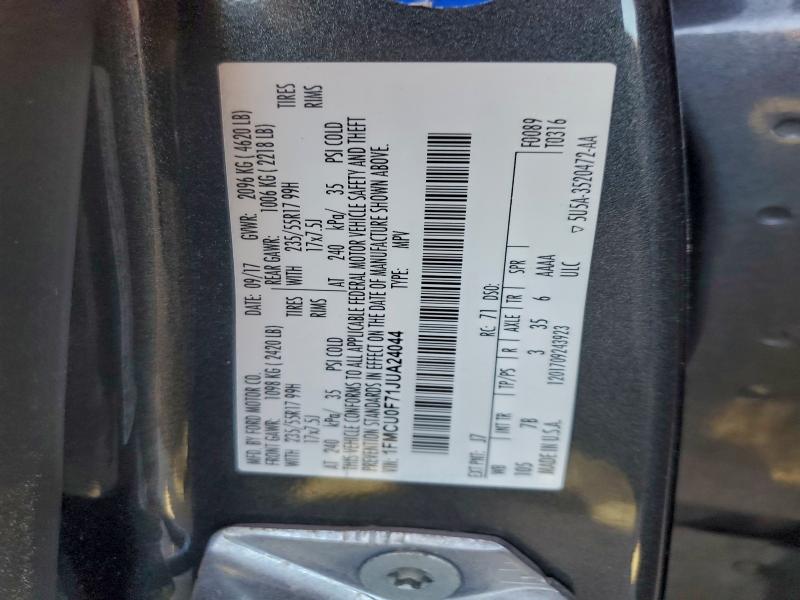 MFD. BY FORD MOTOR CO.
DATE: 09/17 GVWR: 2096 KG ( 4620 LB)
FRONT GAWR: 1098 KG ( 2420 LB) REAR GAWR: 1006 KG ( 2218 LB)
WITH 235/55R17 99H TIRES WITH 235/55R17 99H TIRES
17x7.5J RIMS 17x7.5J RIMS
AT 240 kPa/ 35 PSI COLD AT 240 kPa/ 35 PSI COLD
THIS VEHICLE CONFORMS TO ALL APPLICABLE FEDERAL MOTOR VEHICLE SAFETY AND THEFT
PREVENTION STANDARDS IN EFFECT ON THE DATE OF MANUFACTURE SHOWN ABOVE.
VIN: 1FMCU0F71JUA24044 TYPE: MPV
F0089
T0316
EXT PNT: J7 RC: 71 DSO:
WB INT TR TP/PS R AXLE TR SPR
105 7B 3 35 6 AAAA
ULC
MADE IN U.S.A. 1201709243923
▽ 5U5A-3520472-AA